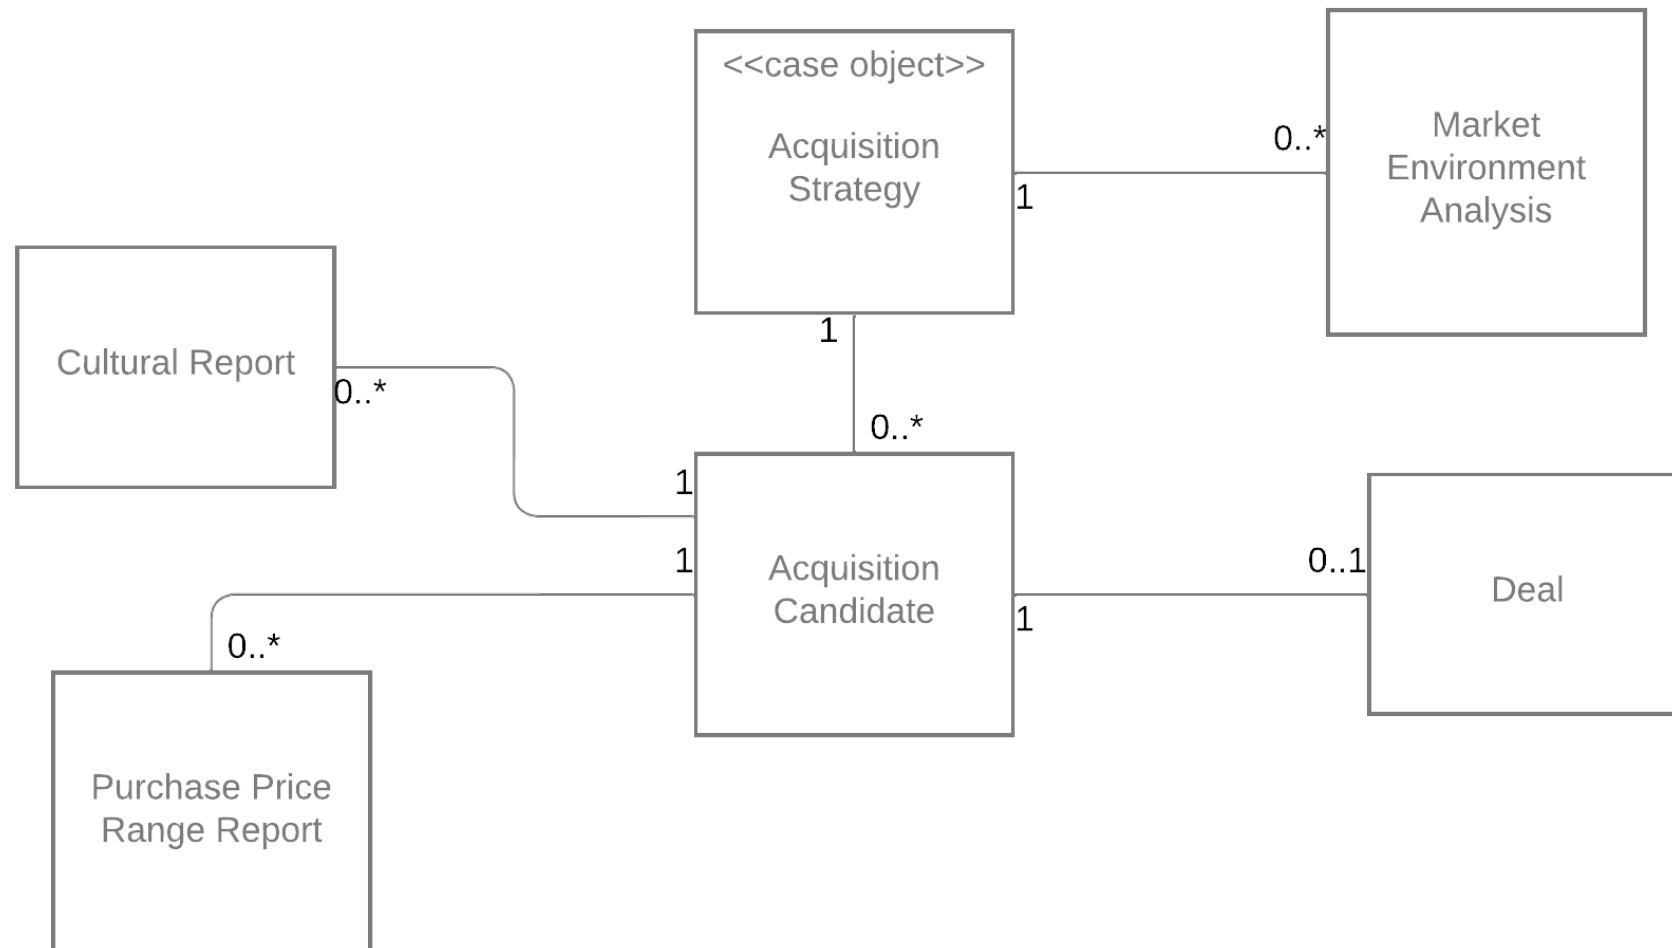 <<case object>>
Acquisition
Strategy
Market
Environment
Analysis
0..*
1
1
0..*
Cultural Report
0..*
1
1
Acquisition
Candidate
0..1
1
Deal
0..*
Purchase Price
Range Report